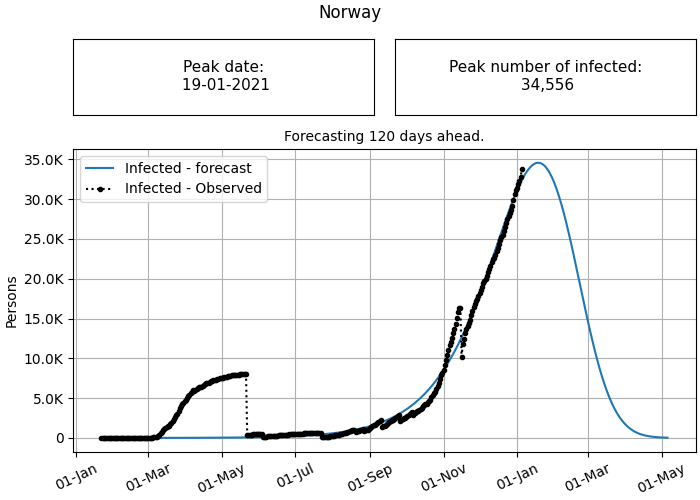 Norway
Peak date:
19-01-2021
Peak number of infected:
34,556
Forecasting 120 days ahead.
Infected - forecast
Infected - Observed
Persons
35.0K
30.0K
25.0K
20.0K
15.0K
10.0K
5.0K
0
01-Jan
01-Mar
01-May
01-Jul
01-Sep
01-Nov
01-Jan
01-Mar
01-May